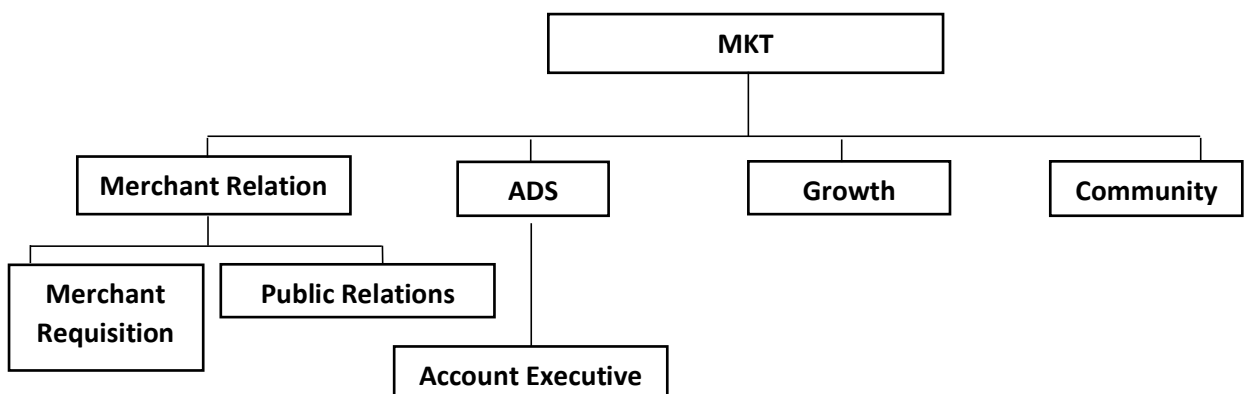 MKT
Merchant Relation
ADS
Growth
Community
Merchant
Requisition
Public Relations
Account Executive